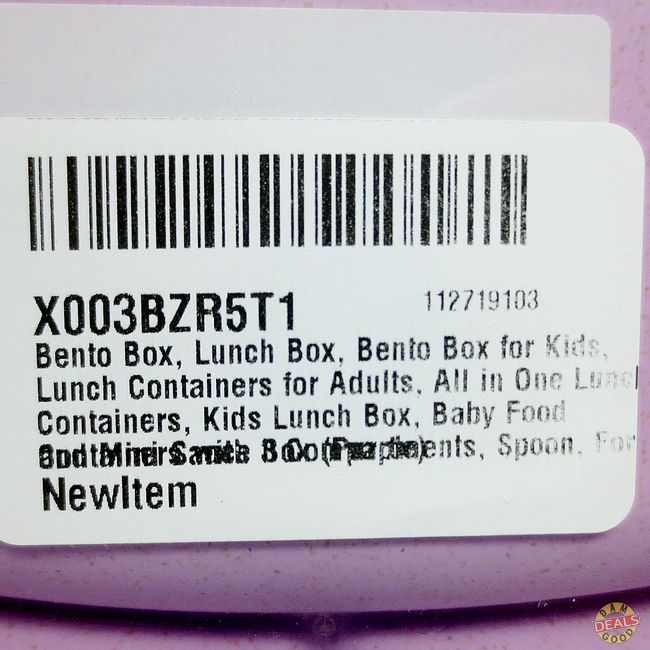 X003BZR5T1
112719103
Bento Box, Lunch Box, Bento Box for Kids,
Lunch Containers for Adults, All in One Lunch
Containers, Kids Lunch Box, Baby Food
Spoon, For
NewItem
DAM
DEALS
GOOD